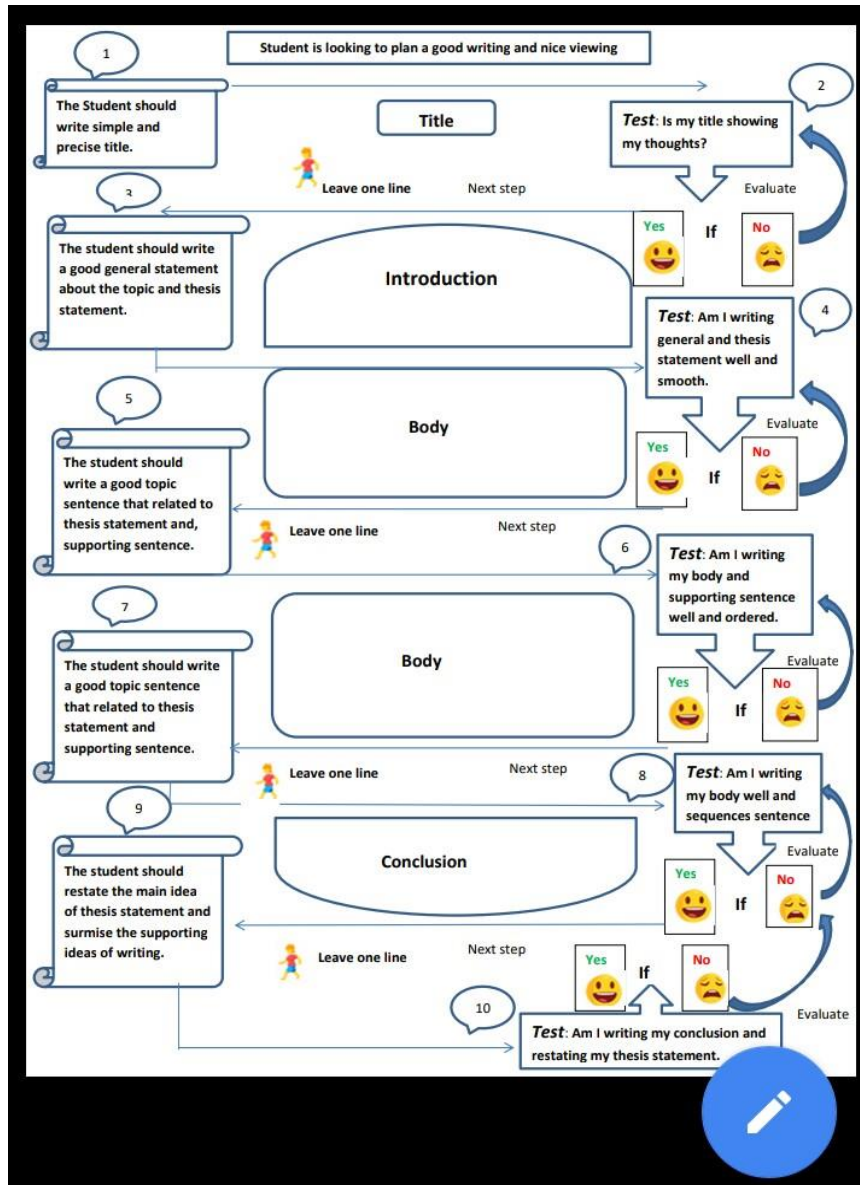 Student is looking to plan a good writing and nice viewing
1
The Student should
write simple and
precise title.
Title
2
Test: Is my title showing
my thoughts?
Leave one line
Next step
Evaluate
Yes
If
No
3
The student should write
a good general statement
about the topic and thesis
statement.
Introduction
4
Test: Am I writing
general and thesis
statement well and
smooth.
Evaluate
Yes
If
No
5
The student should
write a good topic
sentence that related to
thesis statement and,
supporting sentence.
Body
Leave one line
Next step
6
Test: Am I writing
my body and
supporting sentence
well and ordered.
Evaluate
Yes
If
No
7
The student should write
a good topic sentence
that related to thesis
statement and
supporting sentence.
Body
Leave one line
Next step
8
Test: Am I writing
my body well and
sequences sentence
Evaluate
Yes
If
No
9
The student should
restate the main idea
of thesis statement and
surmise the supporting
ideas of writing.
Conclusion
Leave one line
Next step
Yes
If
No
Evaluate
10
Test: Am I writing my conclusion and
restating my thesis statement.